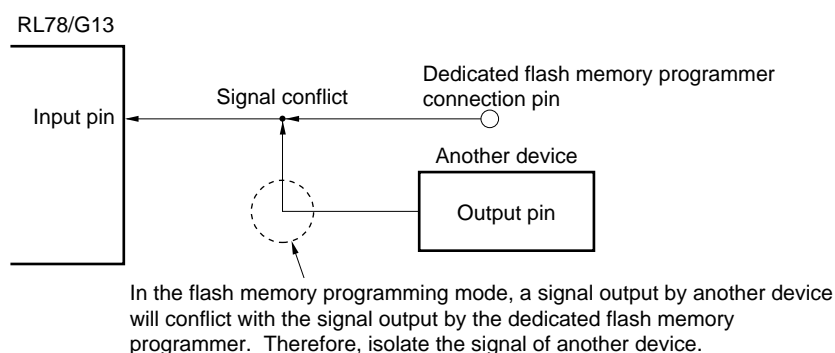 RL78/G13
Dedicated flash memory programmer
connection pin
Signal conflict
Input pin
Another device
Output pin
In the flash memory programming mode, a signal output by another device
will conflict with the signal output by the dedicated flash memory
programmer.  Therefore, isolate the signal of another device.